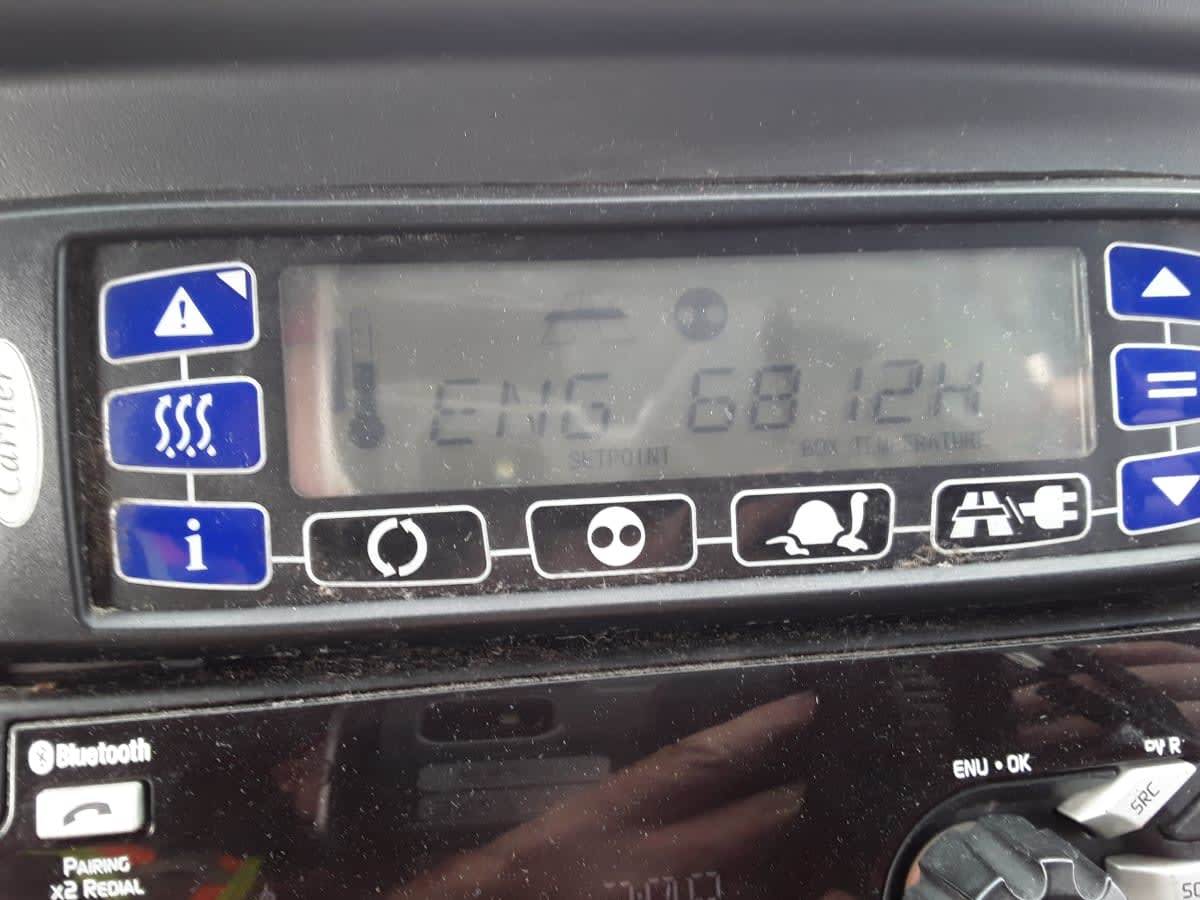 Carrier
ENG 6812H
SETPOINT BOX TEMPERATURE
i
Bluetooth
PAIRING
X2 REDIAL
ENU • OK
SRC